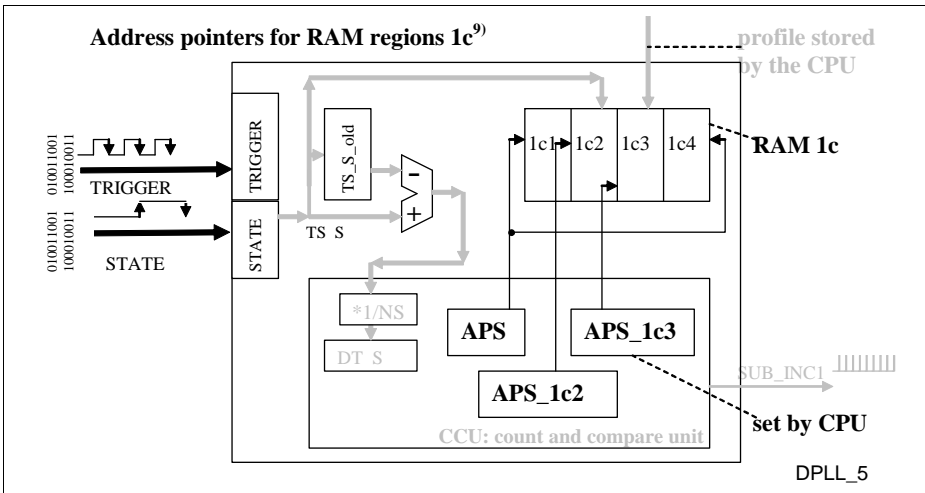 Address pointers for RAM regions 1c9)
profile stored
by the CPU
TRIGGER
TS_S_old
1c1 1c2 1c3 1c4
RAM 1c
010011001
100010011
TRIGGER
-
+
STATE
TS S
010011001
100010011
STATE
*1/NS
DT S
APS
APS_1c3
APS_1c2
SUB_INC1
set by CPU
CCU: count and compare unit
DPLL_5